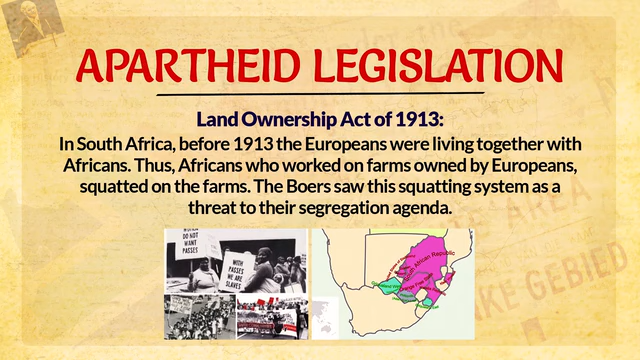 APARTHEID LEGISLATION
Land Ownership Act of 1913:
In South Africa, before 1913 the Europeans were living together with
Africans. Thus, Africans who worked on farms owned by Europeans,
squatted on the farms. The Boers saw this squatting system as a
threat to their segregation agenda.
DO NOT
WANT
PASSES
WITH
PASSES
WE ARE
SLAVES
South African Republic
GEBIED